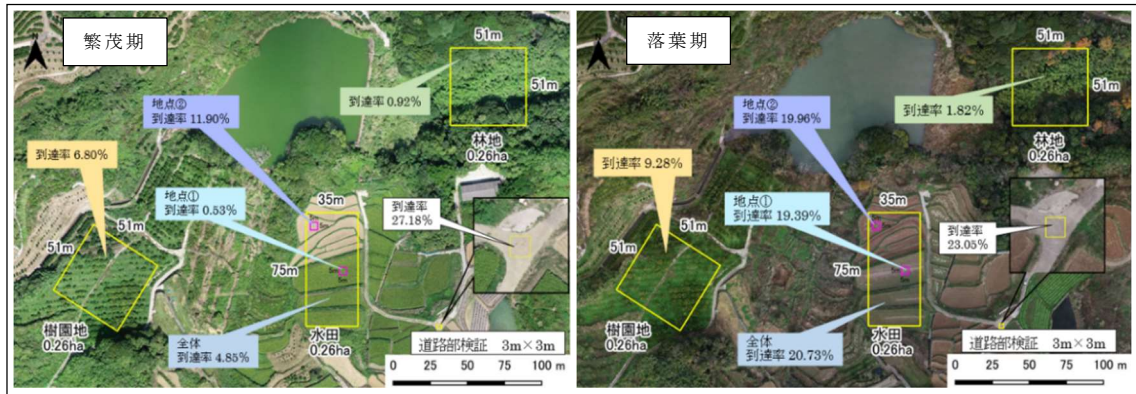 繁茂期
51m
51m
到達率 0.92%
林地
0.26ha
地点②
到達率 11.90%
到達率 6.80%
地点①
到達率 0.53%
35m
到達率
27.18%
51m
51m
75m
樹園地
0.26ha
全体
到達率 4.85%
水田
0.26ha
道路部検証 3m×3m
0 25 50 100 m
落葉期
51m
51m
到達率 1.82%
林地
0.26ha
地点②
到達率 19.96%
到達率 9.28%
地点①
到達率 19.39%
35m
到達率
23.05%
51m
51m
75m
樹園地
0.26ha
全体
到達率 20.73%
水田
0.26ha
道路部検証 3m×3m
0 25 50 100 m